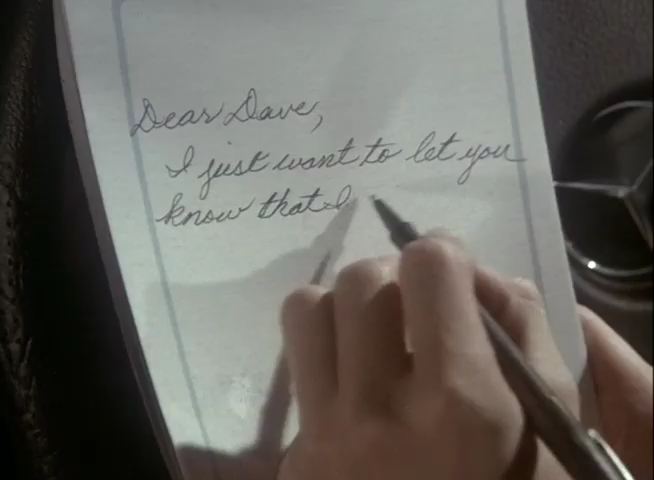 Dear Dave,
I just want to let you
know that I